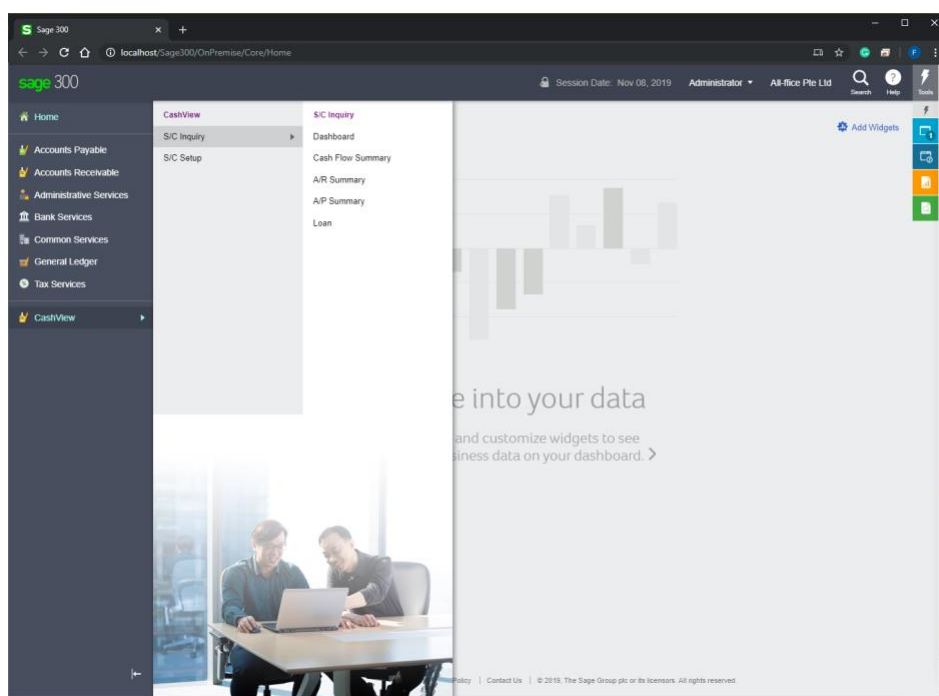 Sage 300
localhost/Sage300/OnPremise/Core/Home
sage 300
Session Date: Nov 08, 2019
Administrator
All-ffice Pte Ltd
Search
Help
Tools
Home
Accounts Payable
Accounts Receivable
Administrative Services
Bank Services
Common Services
General Ledger
Tax Services
CashView
CashView
S/C Inquiry
S/C Setup
S/C Inquiry
Dashboard
Cash Flow Summary
A/R Summary
A/P Summary
Loan
Add Widgets
1
e into your data
and customize widgets to see
siness data on your dashboard.
Policy | Contact Us | © 2019, The Sage Group plc or its licensors. All rights reserved.